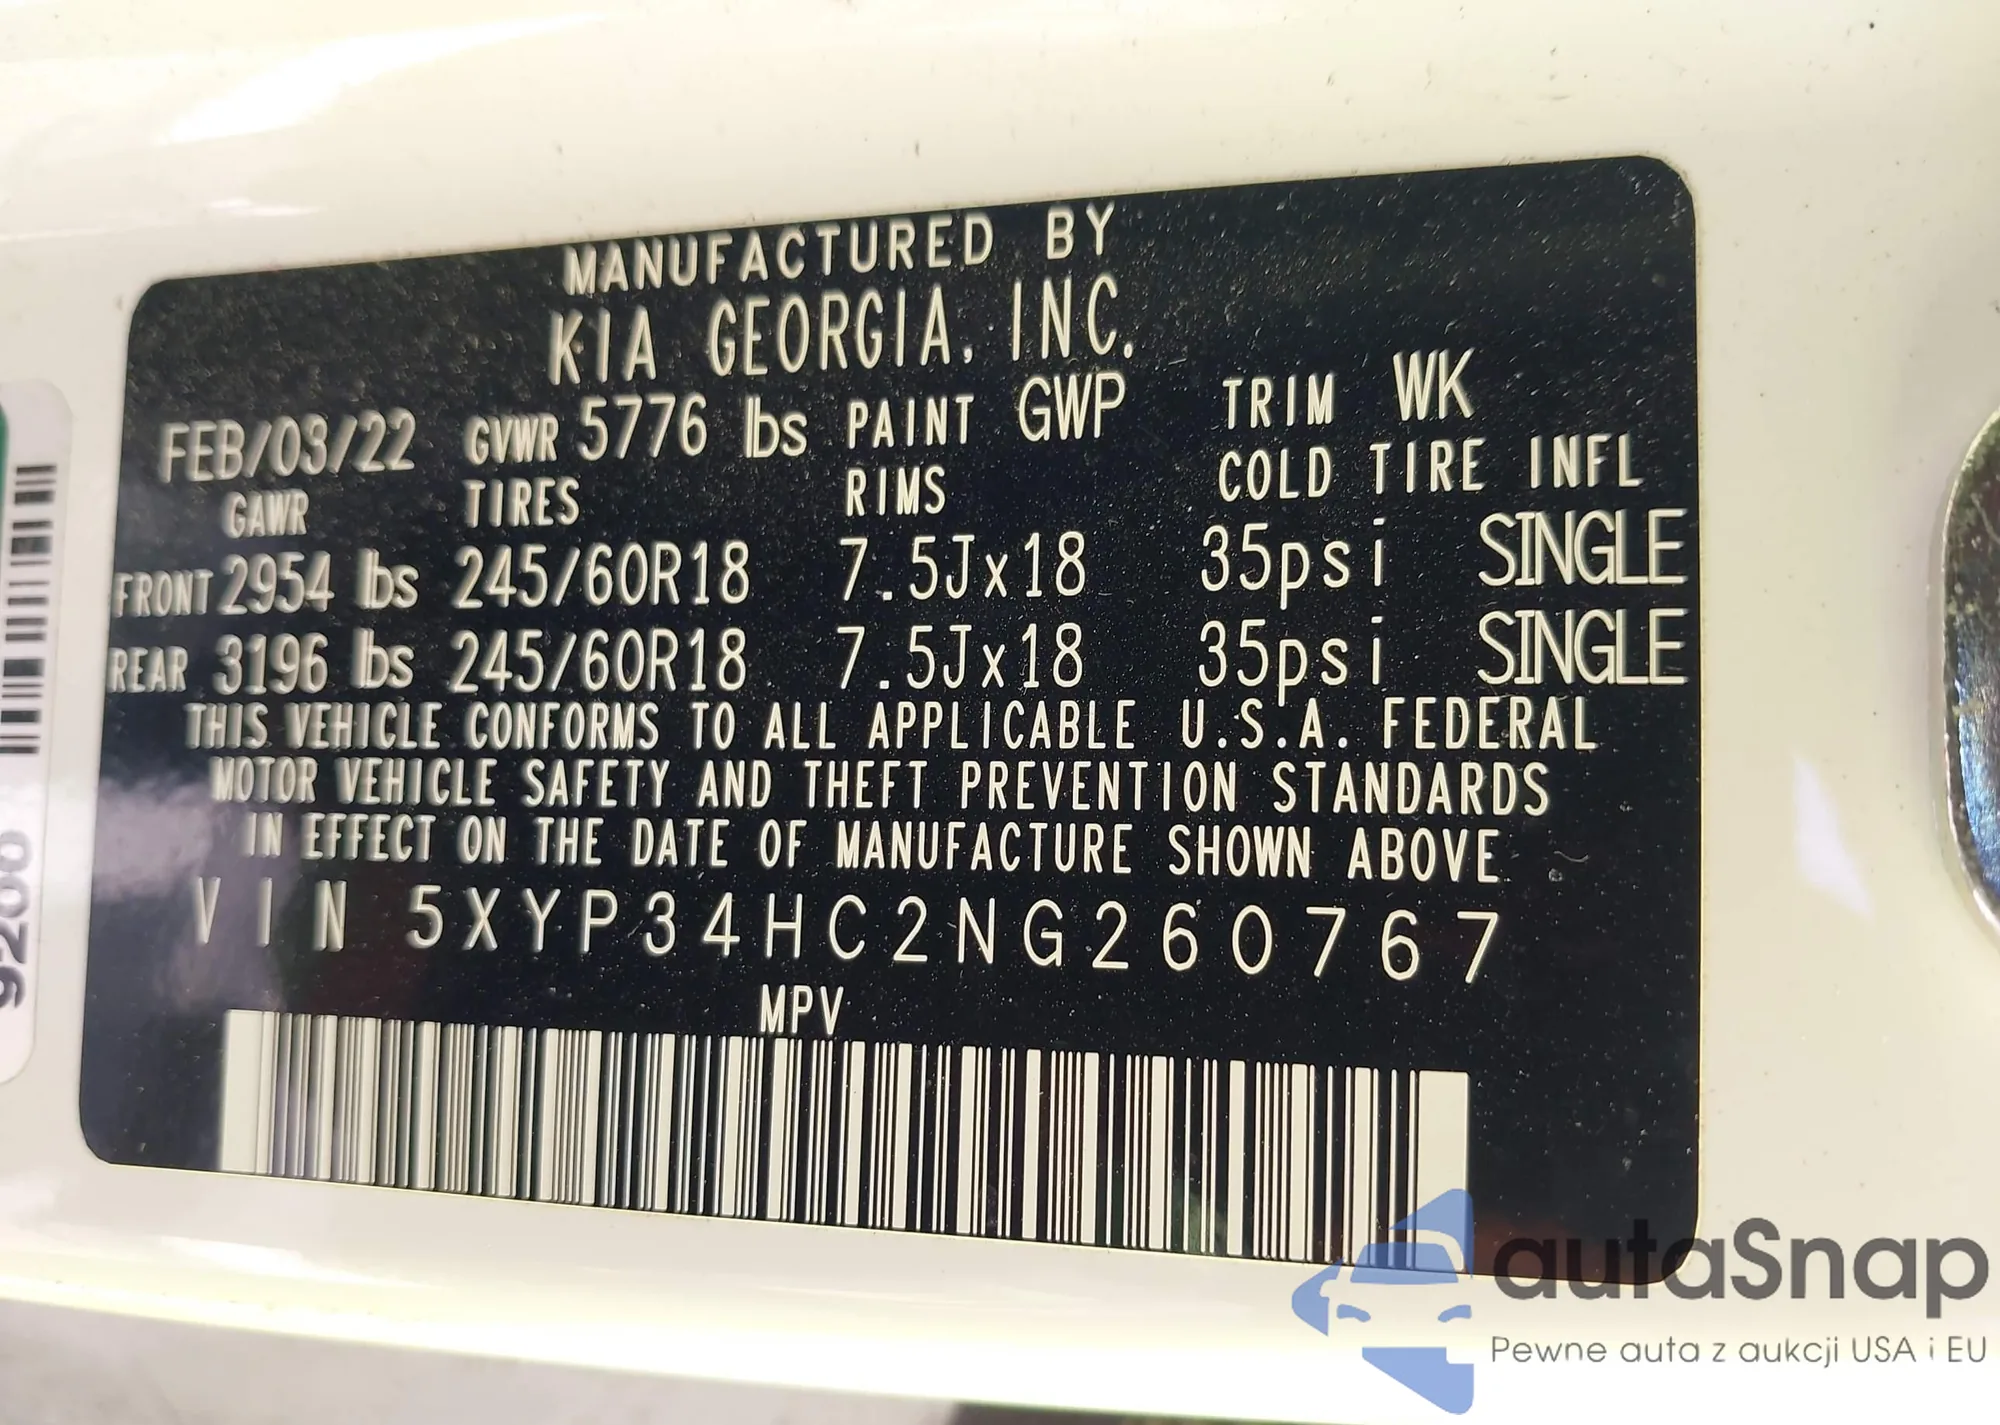 MANUFACTURED BY
KIA GEORGIA, INC.
FEB/03/22 GVWR 5776 lbs PAINT GWP TRIM WK
GAWR TIRES RIMS COLD TIRE INFL
FRONT 2954 lbs 245/60R18 7.5Jx18 35psi SINGLE
REAR 3196 lbs 245/60R18 7.5Jx18 35psi SINGLE
THIS VEHICLE CONFORMS TO ALL APPLICABLE U.S.A. FEDERAL
MOTOR VEHICLE SAFETY AND THEFT PREVENTION STANDARDS
IN EFFECT ON THE DATE OF MANUFACTURE SHOWN ABOVE
VIN 5XYP34HC2NG260767
MPV
9200
autaSnap
Pewne auta z aukcji USA i EU